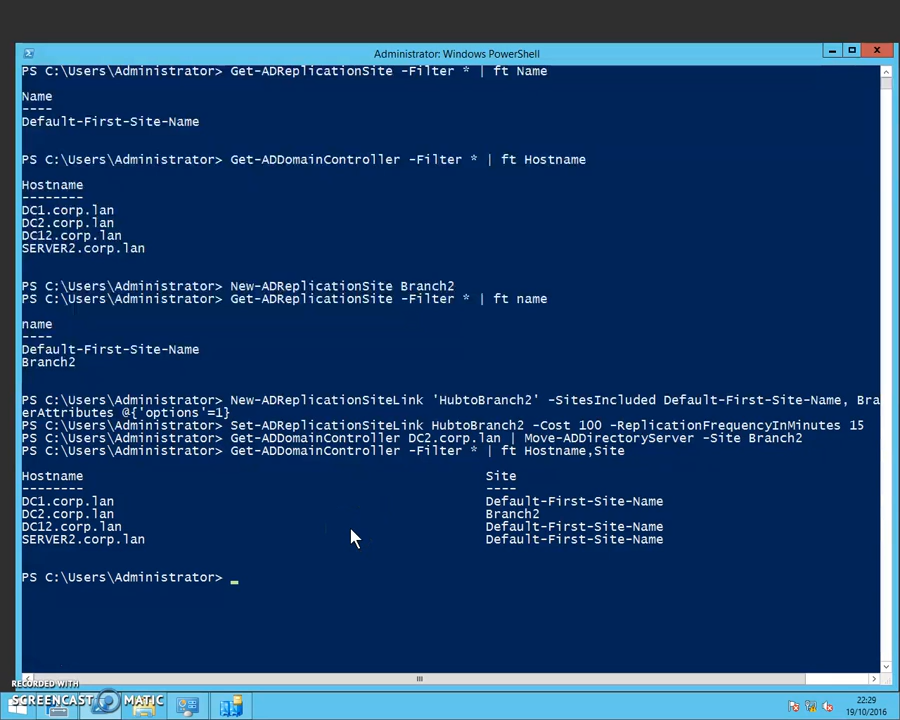 Administrator: Windows PowerShell
PS C:\Users\Administrator> Get-ADReplicationSite -Filter * | ft Name
Name
----
Default-First-Site-Name
PS C:\Users\Administrator> Get-ADDomainController -Filter * | ft Hostname
Hostname
--------
DC1.corp.lan
DC2.corp.lan
DC12.corp.lan
SERVER2.corp.lan
PS C:\Users\Administrator> New-ADReplicationSite Branch2
PS C:\Users\Administrator> Get-ADReplicationSite -Filter * | ft name
name
----
Default-First-Site-Name
Branch2
PS C:\Users\Administrator> New-ADReplicationSiteLink 'HubtoBranch2' -SitesIncluded Default-First-Site-Name, Bra
erAttributes @{'options'=1}
PS C:\Users\Administrator> Set-ADReplicationSiteLink HubtoBranch2 -Cost 100 -ReplicationFrequencyInMinutes 15
PS C:\Users\Administrator> Get-ADDomainController DC2.corp.lan | Move-ADDirectoryServer -Site Branch2
PS C:\Users\Administrator> Get-ADDomainController -Filter * | ft Hostname,Site
Hostname Site
-------- ----
DC1.corp.lan Default-First-Site-Name
DC2.corp.lan Branch2
DC12.corp.lan Default-First-Site-Name
SERVER2.corp.lan Default-First-Site-Name
PS C:\Users\Administrator> _
RECORDED WITH
SCREENCAST MATIC
22:29
19/10/2016